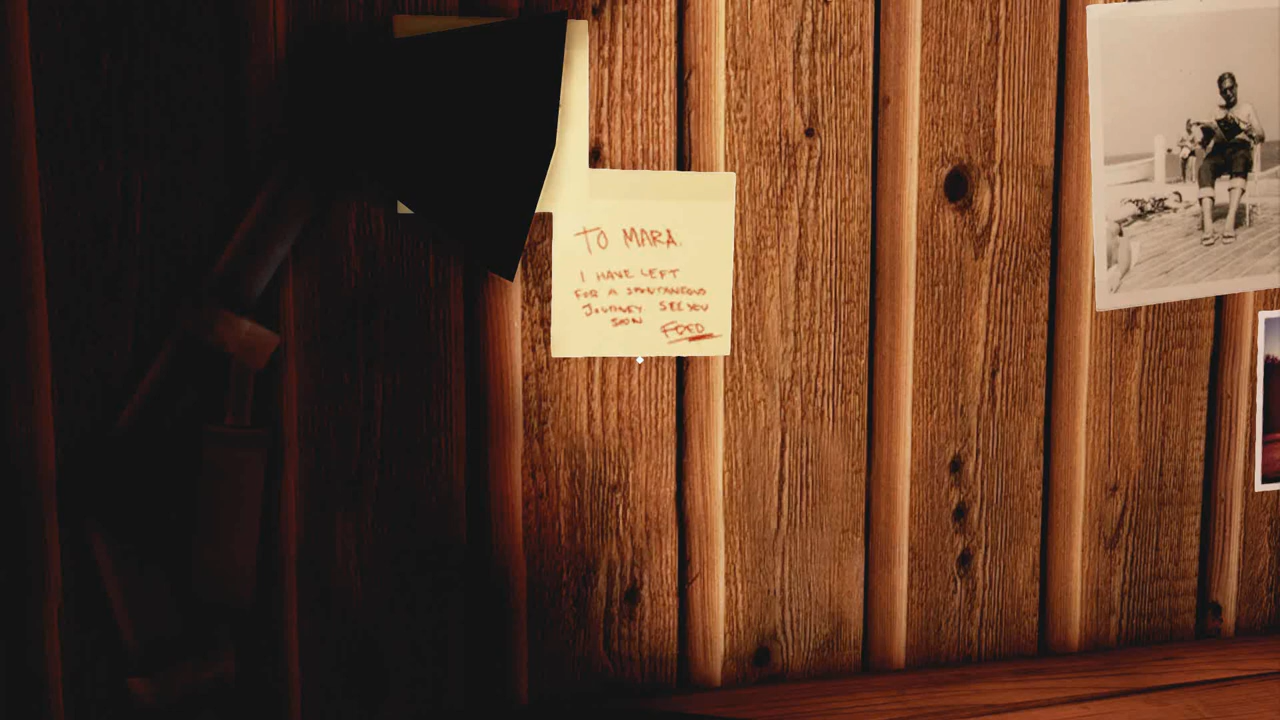 TO MARA.
I HAVE LEFT
FOR A SPONTANEOUS
JOURNEY SEE YOU
SOON FORD